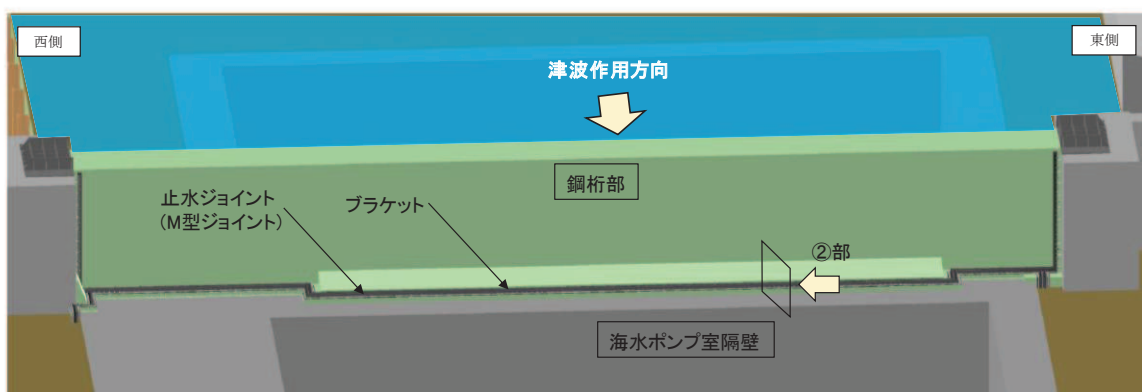 西側
東側
津波作用方向
鋼桁部
止水ジョイント
(M型ジョイント)
ブラケット
②部
海水ポンプ室隔壁